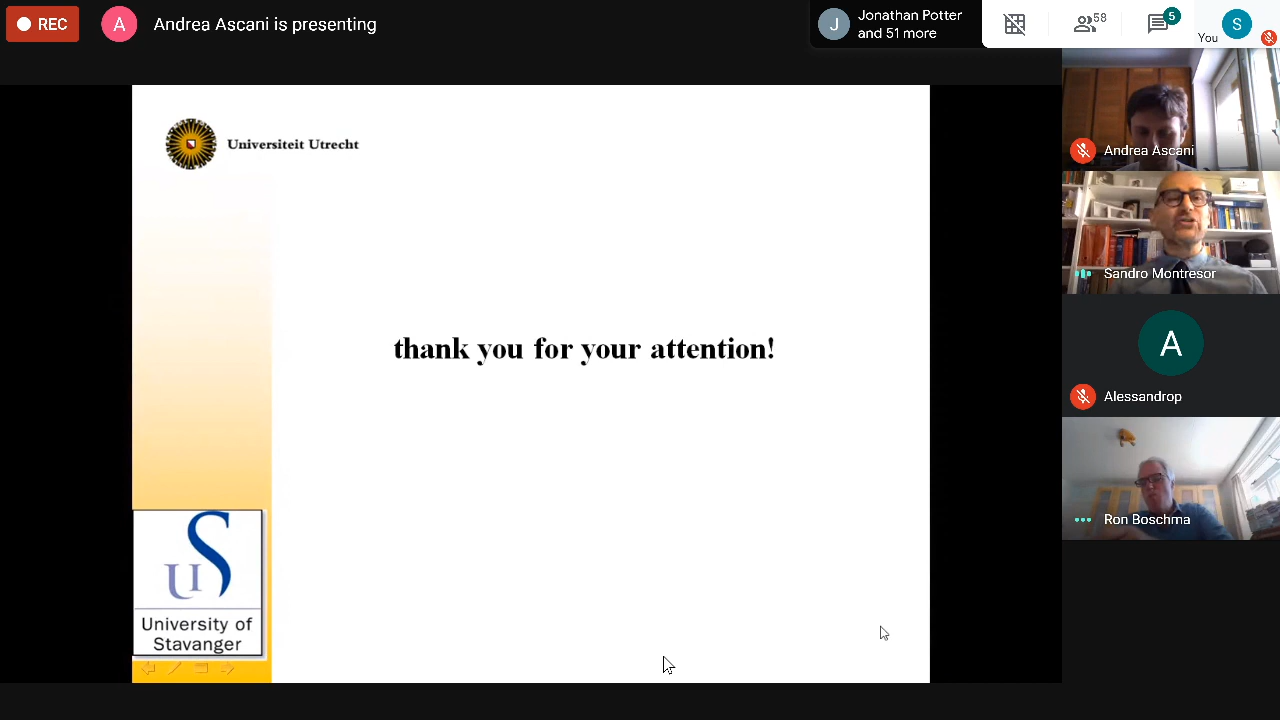 REC
A
Andrea Ascani is presenting
J
Jonathan Potter
and 51 more
58
5
You
S
Universiteit Utrecht
thank you for your attention!
US
University of
Stavanger
Andrea Ascani
Sandro Montresor
A
Alessandrop
Ron Boschma